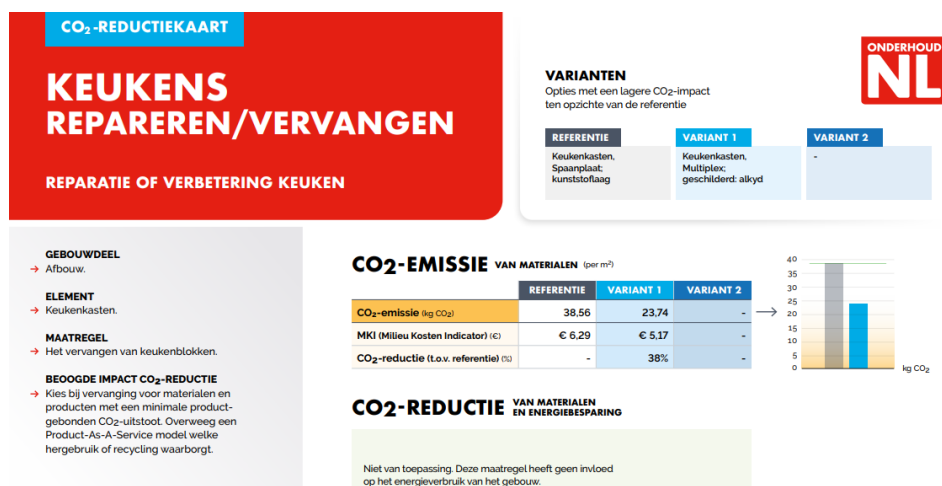 CO₂-REDUCTIEKAART
KEUKENS
REPAREREN/VERVANGEN
REPARATIE OF VERBETERING KEUKEN
VARIANTEN
Opties met een lagere CO₂-impact
ten opzichte van de referentie
ONDERHOUD
NL
REFERENTIE VARIANT 1 VARIANT 2
Keukenkasten, Keukenkasten, -
Spaanplaat; Multiplex;
kunststoflaag geschilderd: alkyd
GEBOUWDEEL
→ Afbouw.
ELEMENT
→ Keukenkasten.
MAATREGEL
→ Het vervangen van keukenblokken.
BEOOGDE IMPACT CO₂-REDUCTIE
→ Kies bij vervanging voor materialen en
producten met een minimale product-
gebonden CO₂-uitstoot. Overweeg een
Product-As-A-Service model welke
hergebruik of recycling waarborgt.
CO₂-EMISSIE VAN MATERIALEN (per m²)
REFERENTIE VARIANT 1 VARIANT 2
CO₂-emissie (kg CO₂) 38,56 23,74 -
MKI (Milieu Kosten Indicator) (€) € 6,29 € 5,17 -
CO₂-reductie (t.o.v. referentie) (%) - 38% -
40
35
30
25
20
15
10
5
0
kg CO₂
CO₂-REDUCTIE VAN MATERIALEN
EN ENERGIEBESPARING
Niet van toepassing. Deze maatregel heeft geen invloed
op het energieverbruik van het gebouw.